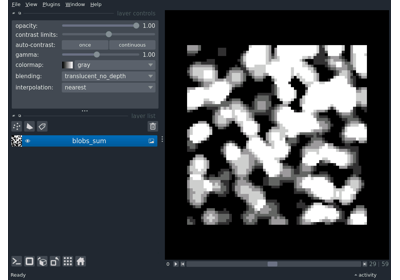 File View Plugins Window Help
layer controls
opacity: 1.00
contrast limits:
auto-contrast: once continuous
gamma: 1.00
colormap: gray
blending: translucent_no_depth
interpolation: nearest
layer list
blobs_sum
29 59
Ready
activity